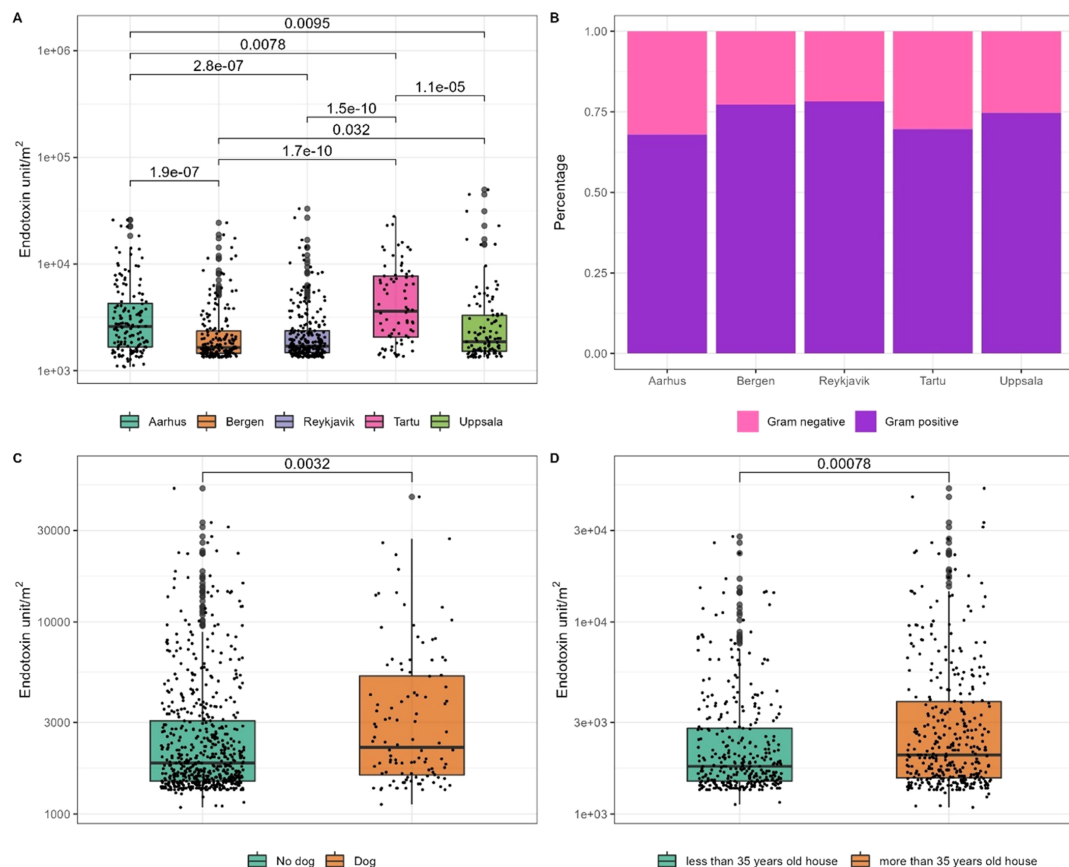 A
0.0095
0.0078
2.8e-07
1.1e-05
1.5e-10
0.032
1.7e-10
1.9e-07
1e+06
1e+05
1e+04
1e+03
Endotoxin unit/m²
Aarhus Bergen Reykjavik Tartu Uppsala
B
1.00
0.75
0.50
0.25
0.00
Percentage
Aarhus Bergen Reykjavik Tartu Uppsala
Gram negative Gram positive
C
0.0032
30000
10000
3000
1000
Endotoxin unit/m²
No dog Dog
D
0.00078
3e+04
1e+04
3e+03
1e+03
Endotoxin unit/m²
less than 35 years old house more than 35 years old house